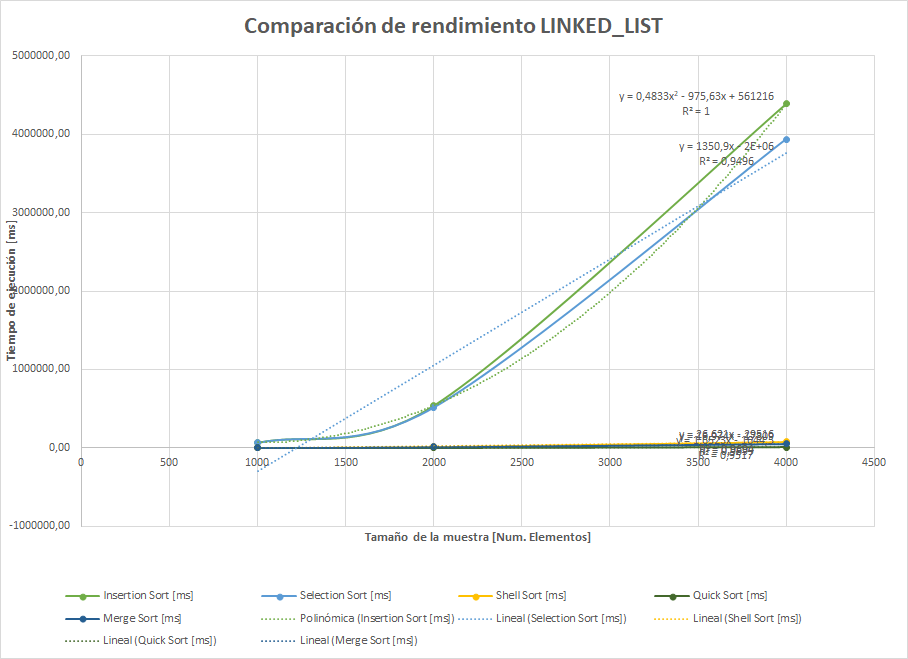 Comparación de rendimiento LINKED_LIST
5000000,00
4000000,00
3000000,00
2000000,00
1000000,00
0,00
-1000000,00
Tiempo de ejecución [ms]
y = 0,4833x² - 975,63x + 561216
R² = 1
y = 1350,9x - 2E+06
R² = 0,9496
0
500
1000
1500
2000
2500
3000
3500
4000
4500
Tamaño de la muestra [Num. Elementos]
Insertion Sort [ms]
Selection Sort [ms]
Shell Sort [ms]
Quick Sort [ms]
Merge Sort [ms]
Polinómica (Insertion Sort [ms])
Lineal (Selection Sort [ms])
Lineal (Shell Sort [ms])
Lineal (Quick Sort [ms])
Lineal (Merge Sort [ms])